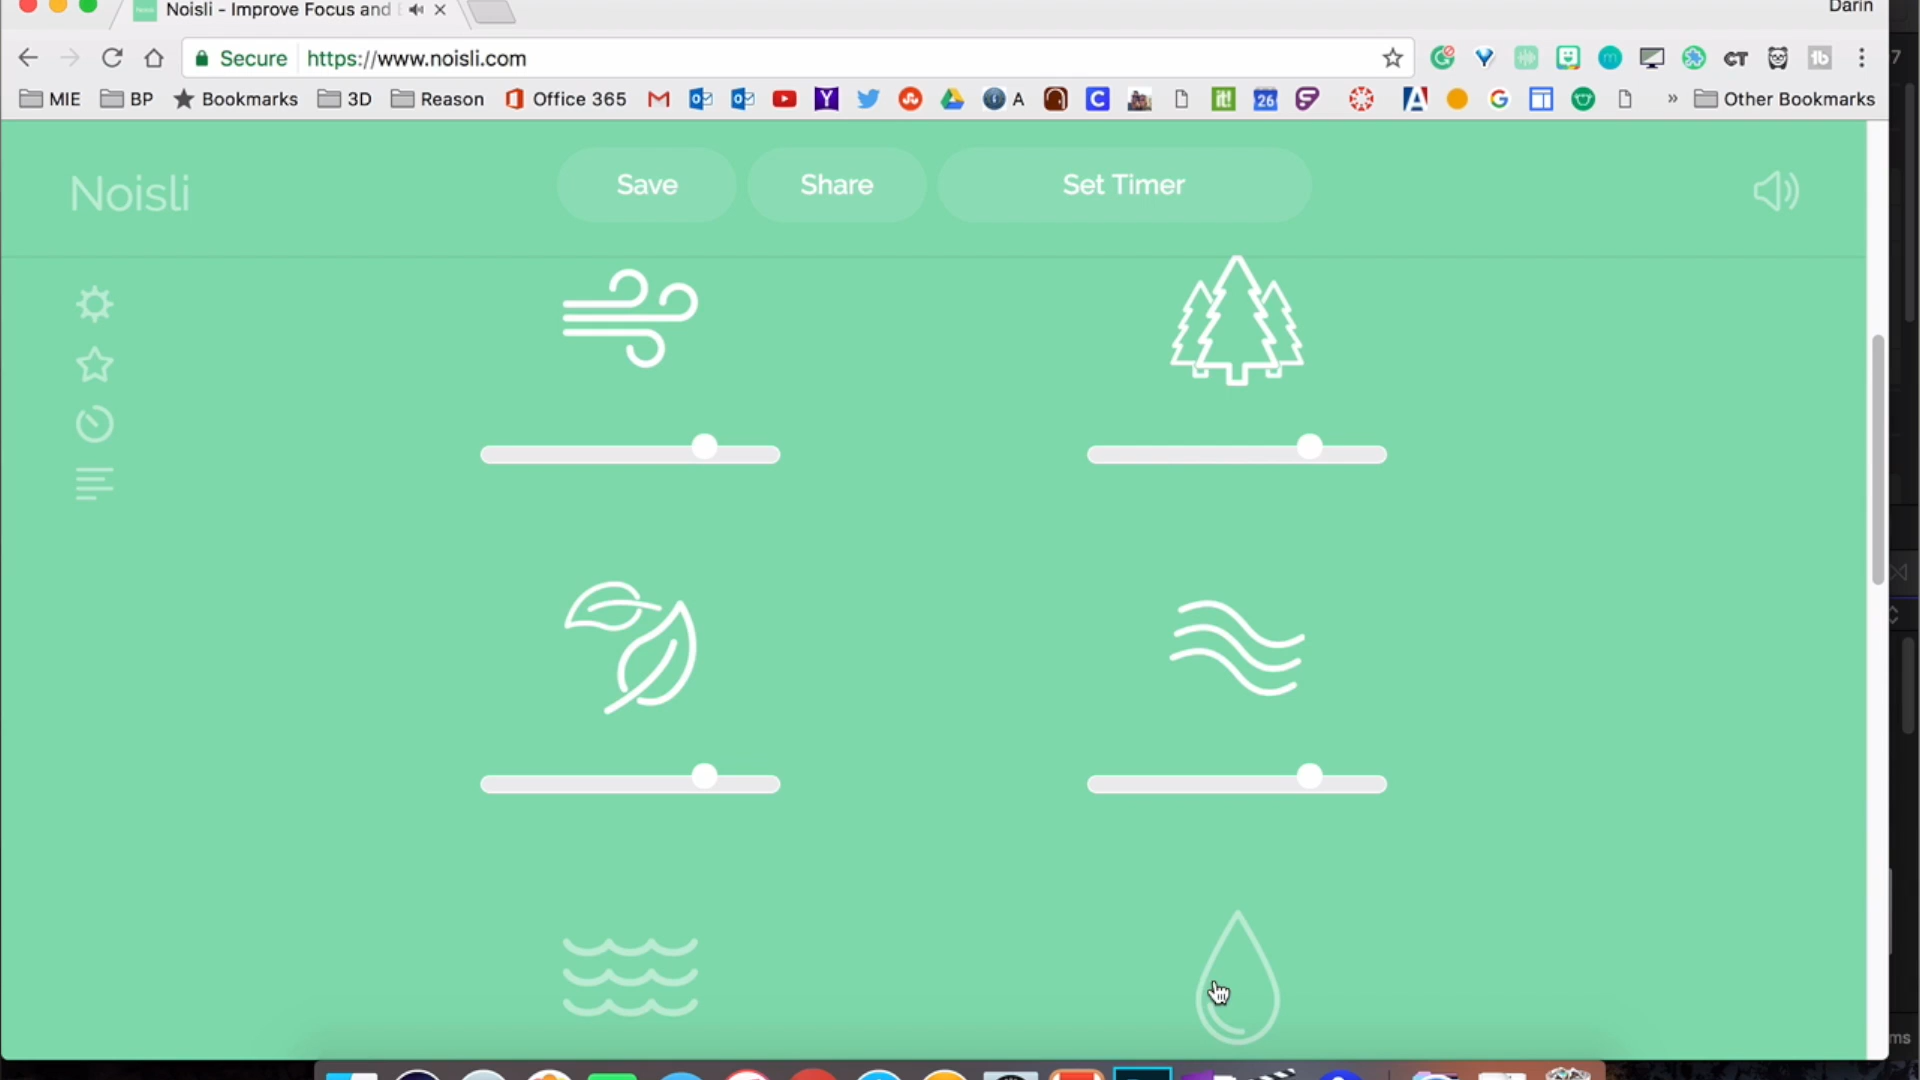 Darin
Noisli - Improve Focus and
Secure https://www.noisli.com
MIE BP Bookmarks 3D Reason Office 365 A 26 » Other Bookmarks
Noisli Save Share Set Timer